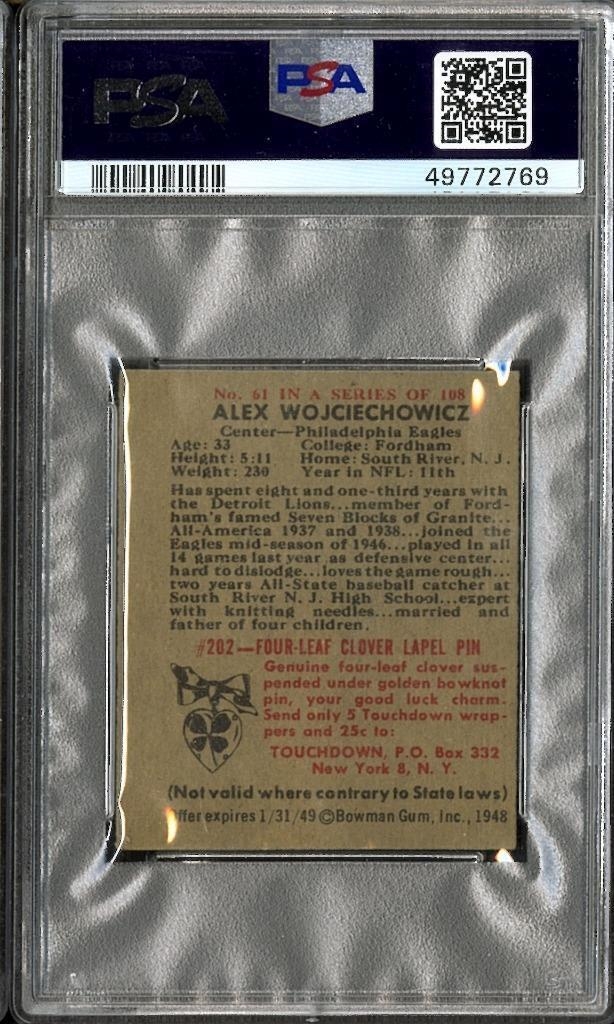 PSA
PSA
49772769
No. 61 IN A SERIES OF 108
ALEX WOJCIECHOWICZ
Center—Philadelphia Eagles
Age: 33 College: Fordham
Height: 5:11 Home: South River, N. J.
Weight: 230 Year in NFL: 11th
Has spent eight and one-third years with
the Detroit Lions...member of Ford-
ham's famed Seven Blocks of Granite...
All-America 1937 and 1938...joined the
Eagles mid-season of 1946...played in all
14 games last year as defensive center...
hard to dislodge...loves the game rough...
two years All-State baseball catcher at
South River N. J. High School...expert
with knitting needles...married and
father of four children.
#202—FOUR-LEAF CLOVER LAPEL PIN
Genuine four-leaf clover sus-
pended under golden bowknot
pin, your good luck charm.
Send only 5 Touchdown wrap-
pers and 25c to:
TOUCHDOWN, P.O. Box 332
New York 8, N. Y.
(Not valid where contrary to State laws)
ffer expires 1/31/49 ©Bowman Gum, Inc., 1948